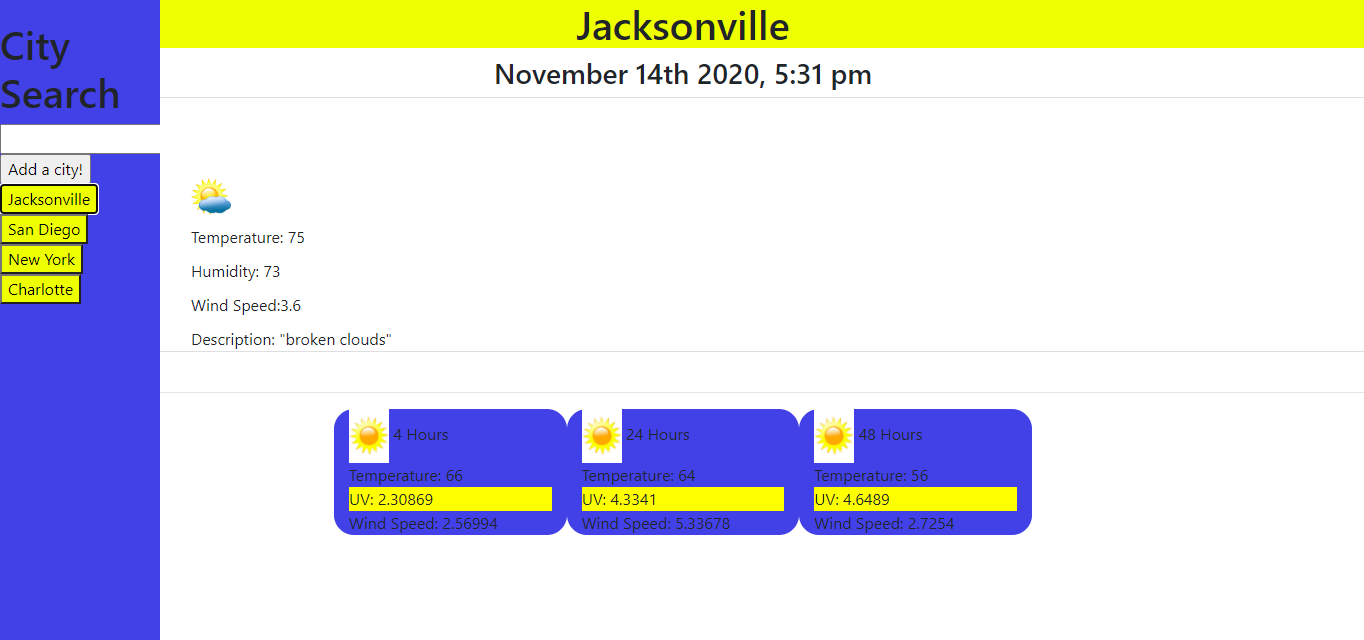 City
Search
Add a city!
Jacksonville
San Diego
New York
Charlotte
Jacksonville
November 14th 2020, 5:31 pm
Temperature: 75
Humidity: 73
Wind Speed:3.6
Description: "broken clouds"
4 Hours
Temperature: 66
UV: 2.30869
Wind Speed: 2.56994
24 Hours
Temperature: 64
UV: 4.3341
Wind Speed: 5.33678
48 Hours
Temperature: 56
UV: 4.6489
Wind Speed: 2.7254